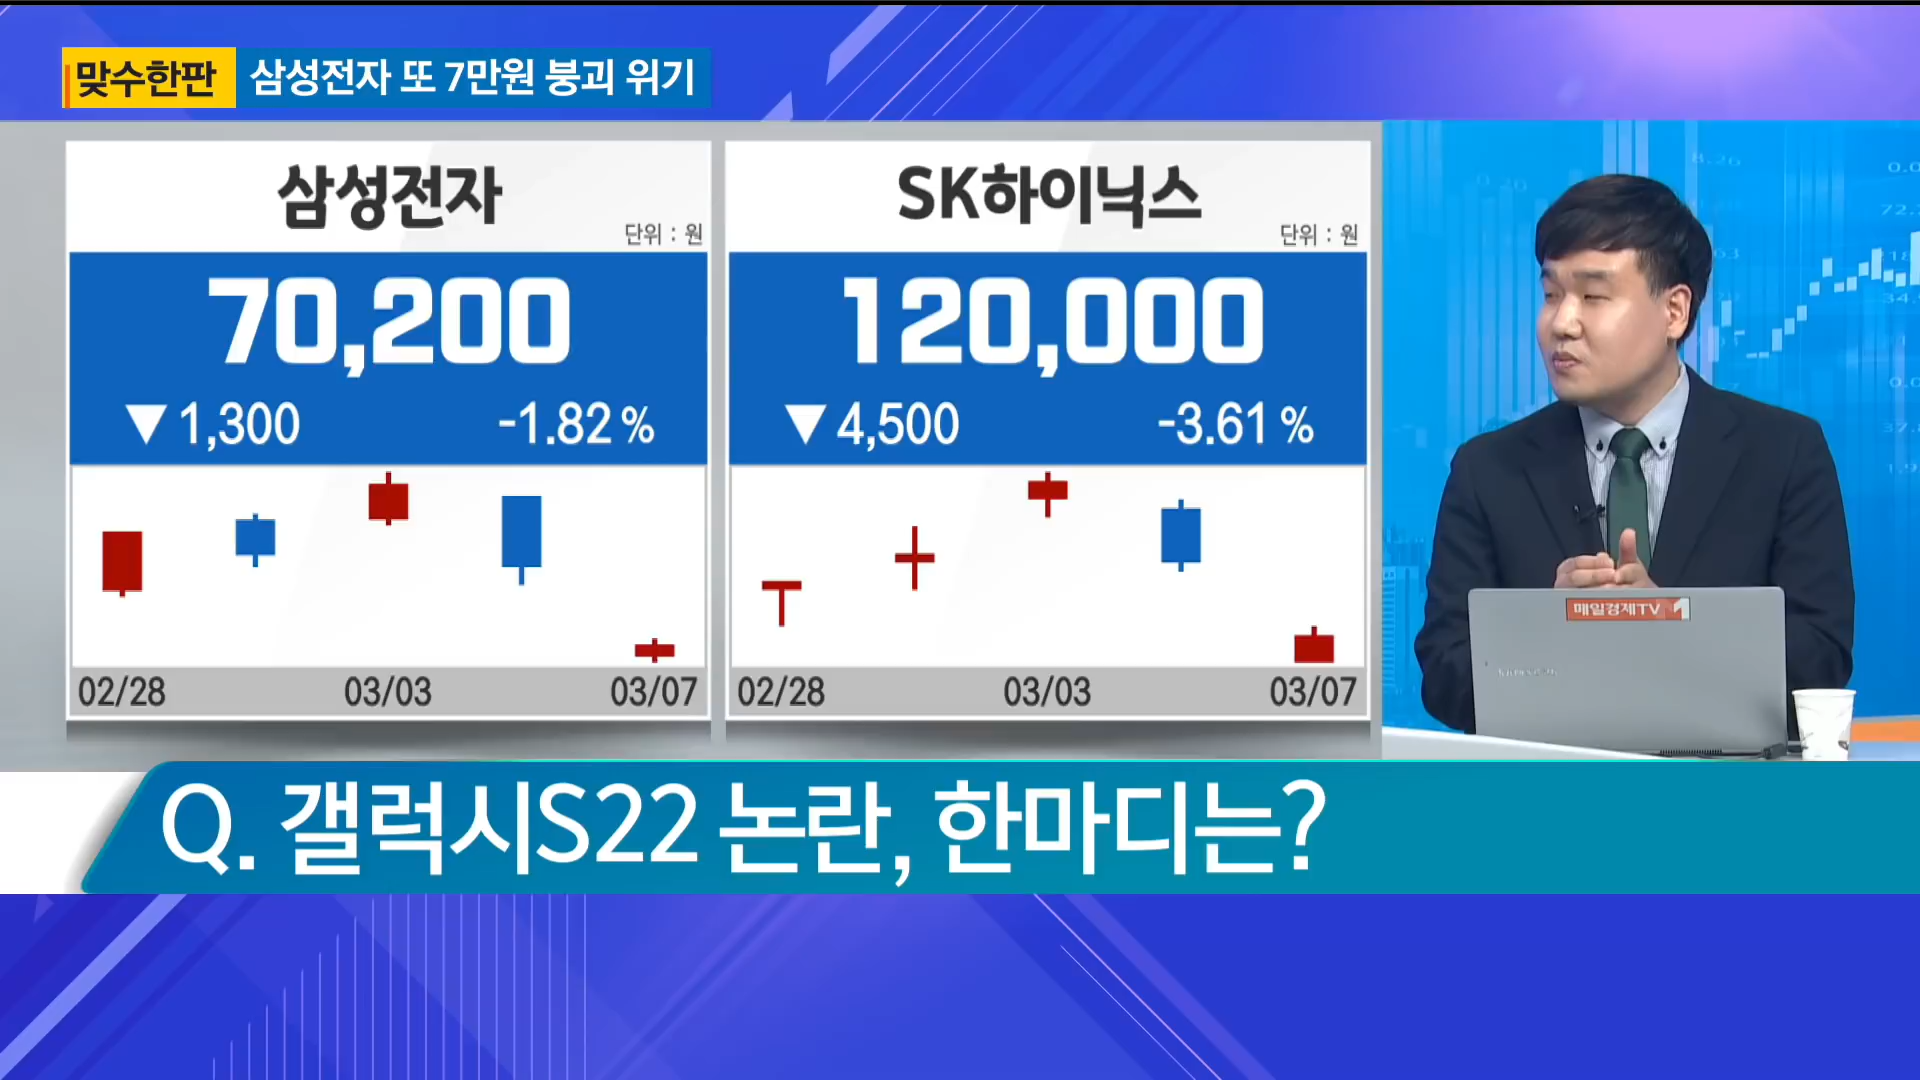 맞수한판 삼성전자 또 7만원 붕괴 위기
삼성전자
단위 : 원
70,200
▼1,300 -1.82 %
02/28 03/03 03/07
SK하이닉스
단위 : 원
120,000
▼4,500 -3.61 %
02/28 03/03 03/07
매일경제TV
Q. 갤럭시S22 논란, 한마디는?